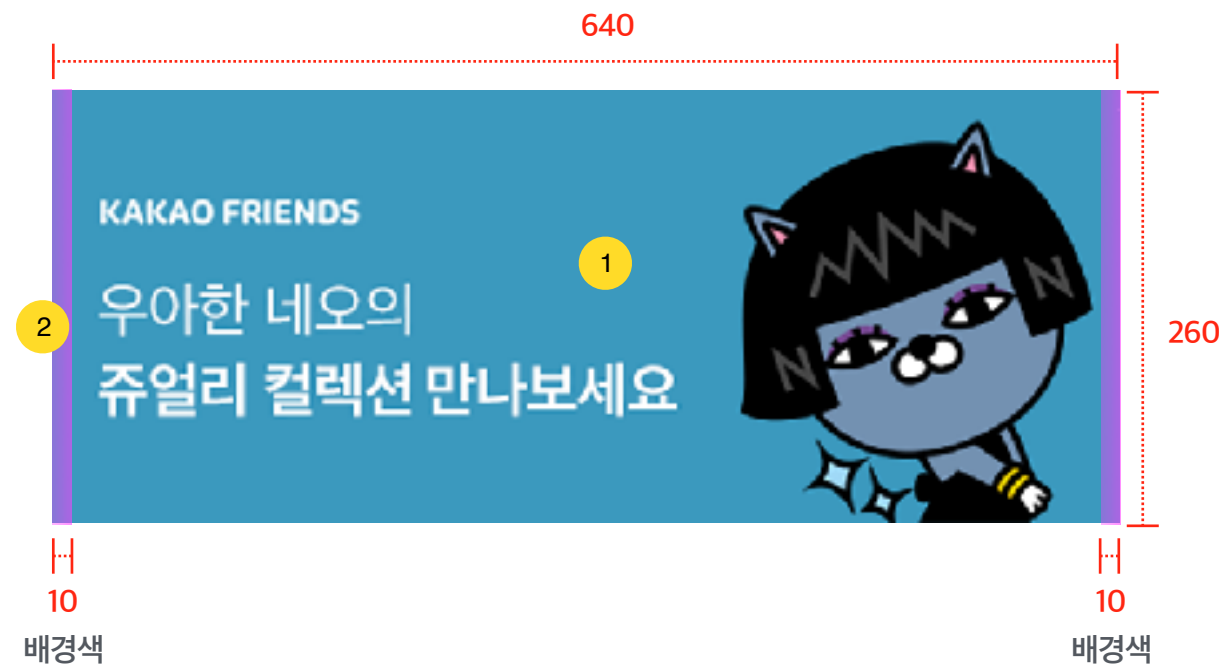 640
KAKAO FRIENDS
1
우아한 네오의
2
쥬얼리 컬렉션 만나보세요
N
N
260
10
10
배경색
배경색